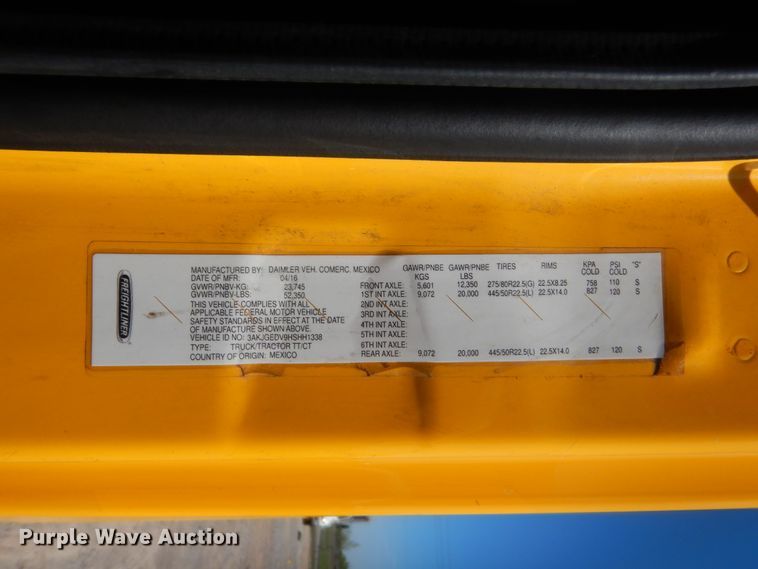 FREIGHTLINER
MANUFACTURED BY: DAIMLER VEH. COMERC. MEXICO
DATE OF MFR: 04/16
GVWR/PNBV-KG: 23,745
GVWR/PNBV-LBS: 52,350
THIS VEHICLE COMPLIES WITH ALL
APPLICABLE FEDERAL MOTOR VEHICLE
SAFETY STANDARDS IN EFFECT AT THE DATE
OF MANUFACTURE SHOWN ABOVE.
VEHICLE ID NO: 3AKJGEDV9HSHH1338
TYPE: TRUCK/TRACTOR TT/CT
COUNTRY OF ORIGIN: MEXICO
GAWR/PNBE GAWR/PNBE TIRES RIMS KPA PSI "S"
KGS LBS COLD COLD
FRONT AXLE: 5,601 12,350 275/80R22.5(G) 22.5X8.25 758 110 S
1ST INT AXLE: 9,072 20,000 445/50R22.5(L) 22.5X14.0 827 120 S
2ND INT AXLE:
3RD INT AXLE:
4TH INT AXLE:
5TH INT AXLE:
6TH INT AXLE:
REAR AXLE: 9,072 20,000 445/50R22.5(L) 22.5X14.0 827 120 S
Purple Wave Auction